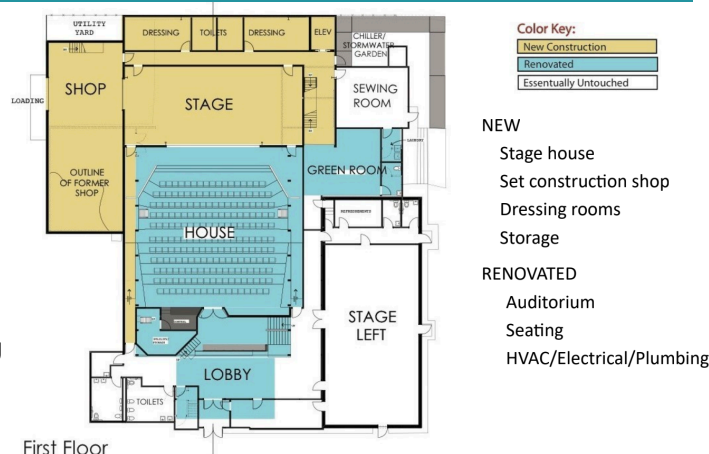 UTILITY
YARD
DRESSING
TOILETS
DRESSING
ELEV
CHILLER/
STORMWATER
GARDEN
SHOP
STAGE
SEWING
ROOM
LOADING
OUTLINE
OF FORMER
SHOP
GREEN ROOM
HOUSE
STAGE
LEFT
LOBBY
TOILETS
First Floor
Color Key:
New Construction
Renovated
Essentually Untouched
NEW
Stage house
Set construction shop
Dressing rooms
Storage
RENOVATED
Auditorium
Seating
HVAC/Electrical/Plumbing